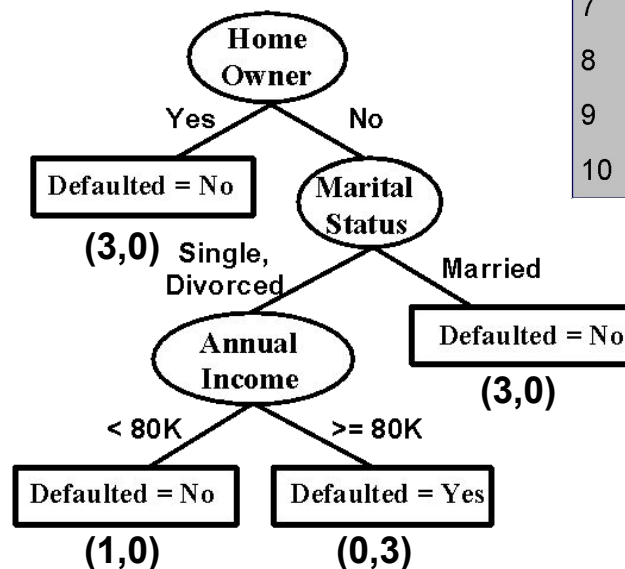 Home
Owner
7
8
9
10
Yes
No
Defaulted = No
(3,0)
Marital
Status
Single,
Divorced
Married
Annual
Income
Defaulted = No
(3,0)
< 80K
>= 80K
Defaulted = No
Defaulted = Yes
(1,0)
(0,3)